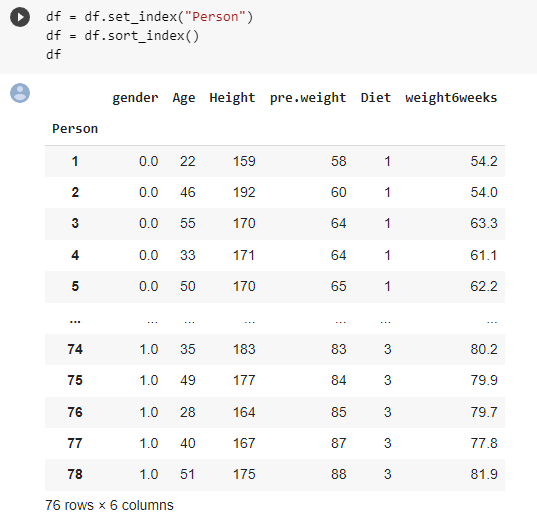 df = df.set_index("Person")
df = df.sort_index()
df
gender Age Height pre.weight Diet weight6weeks
Person
1 0.0 22 159 58 1 54.2
2 0.0 46 192 60 1 54.0
3 0.0 55 170 64 1 63.3
4 0.0 33 171 64 1 61.1
5 0.0 50 170 65 1 62.2
... ... ... ... ... ... ...
74 1.0 35 183 83 3 80.2
75 1.0 49 177 84 3 79.9
76 1.0 28 164 85 3 79.7
77 1.0 40 167 87 3 77.8
78 1.0 51 175 88 3 81.9
76 rows × 6 columns